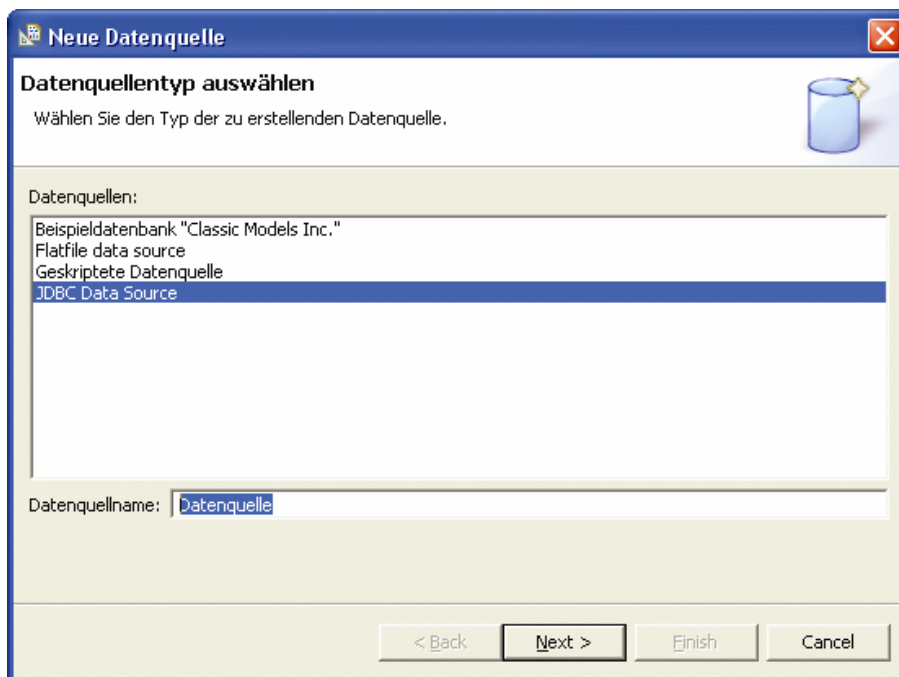 Neue Datenquelle
Datenquellentyp auswählen
Wählen Sie den Typ der zu erstellenden Datenquelle.
Datenquellen:
Beispieldatenbank "Classic Models Inc."
Flatfile data source
Geskriptete Datenquelle
JDBC Data Source
Datenquellname: Datenquelle
< Back Next > Finish Cancel